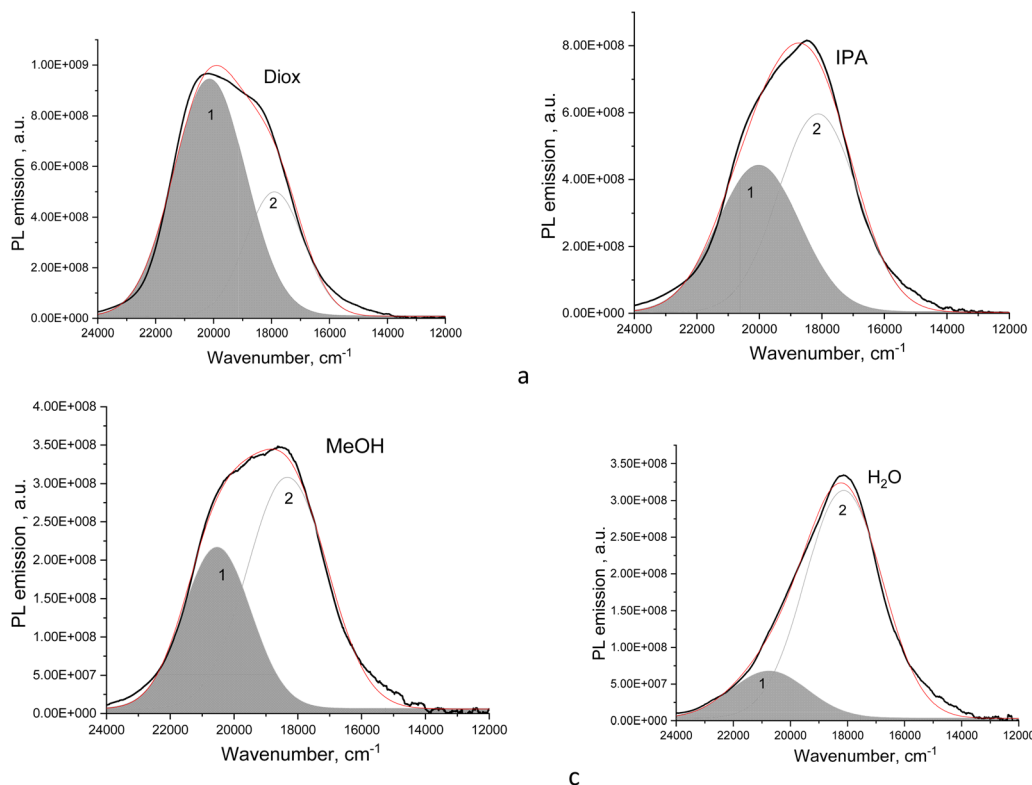 PL emission , a.u.
1.00E+009
8.00E+008
6.00E+008
4.00E+008
2.00E+008
0.00E+000
Diox
1
2
24000 22000 20000 18000 16000 14000 12000
Wavenumber, cm-1
PL emission , a.u.
8.00E+008
6.00E+008
4.00E+008
2.00E+008
0.00E+000
IPA
1
2
24000 22000 20000 18000 16000 14000 12000
Wavenumber, cm-1
a
PL emission , a.u.
4.00E+008
3.50E+008
3.00E+008
2.50E+008
2.00E+008
1.50E+008
1.00E+008
5.00E+007
0.00E+000
MeOH
1
2
24000 22000 20000 18000 16000 14000 12000
Wavenumber, cm-1
PL emission, a.u.
3.50E+008
3.00E+008
2.50E+008
2.00E+008
1.50E+008
1.00E+008
5.00E+007
0.00E+000
H2O
1
2
24000 22000 20000 18000 16000 14000 12000
Wavenumber, cm-1
c